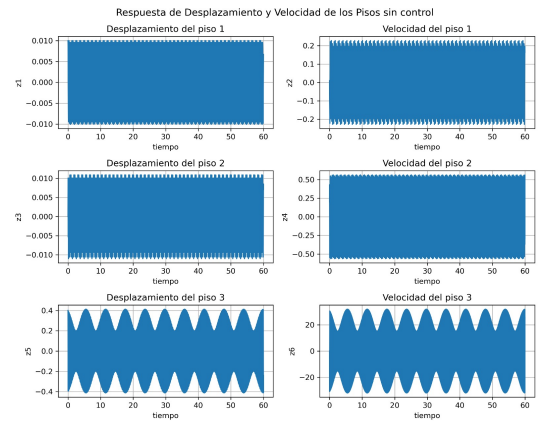 Respuesta de Desplazamiento y Velocidad de los Pisos sin control
Desplazamiento del piso 1
Velocidad del piso 1
0.010
0.005
0.000
−0.005
−0.010
z1
0 10 20 30 40 50 60
tiempo
0.2
0.1
0.0
−0.1
−0.2
z2
0 10 20 30 40 50 60
tiempo
Desplazamiento del piso 2
Velocidad del piso 2
0.010
0.005
0.000
−0.005
−0.010
z3
0 10 20 30 40 50 60
tiempo
0.50
0.25
0.00
−0.25
−0.50
z4
0 10 20 30 40 50 60
tiempo
Desplazamiento del piso 3
Velocidad del piso 3
0.4
0.2
0.0
−0.2
−0.4
z5
0 10 20 30 40 50 60
tiempo
20
0
−20
z6
0 10 20 30 40 50 60
tiempo